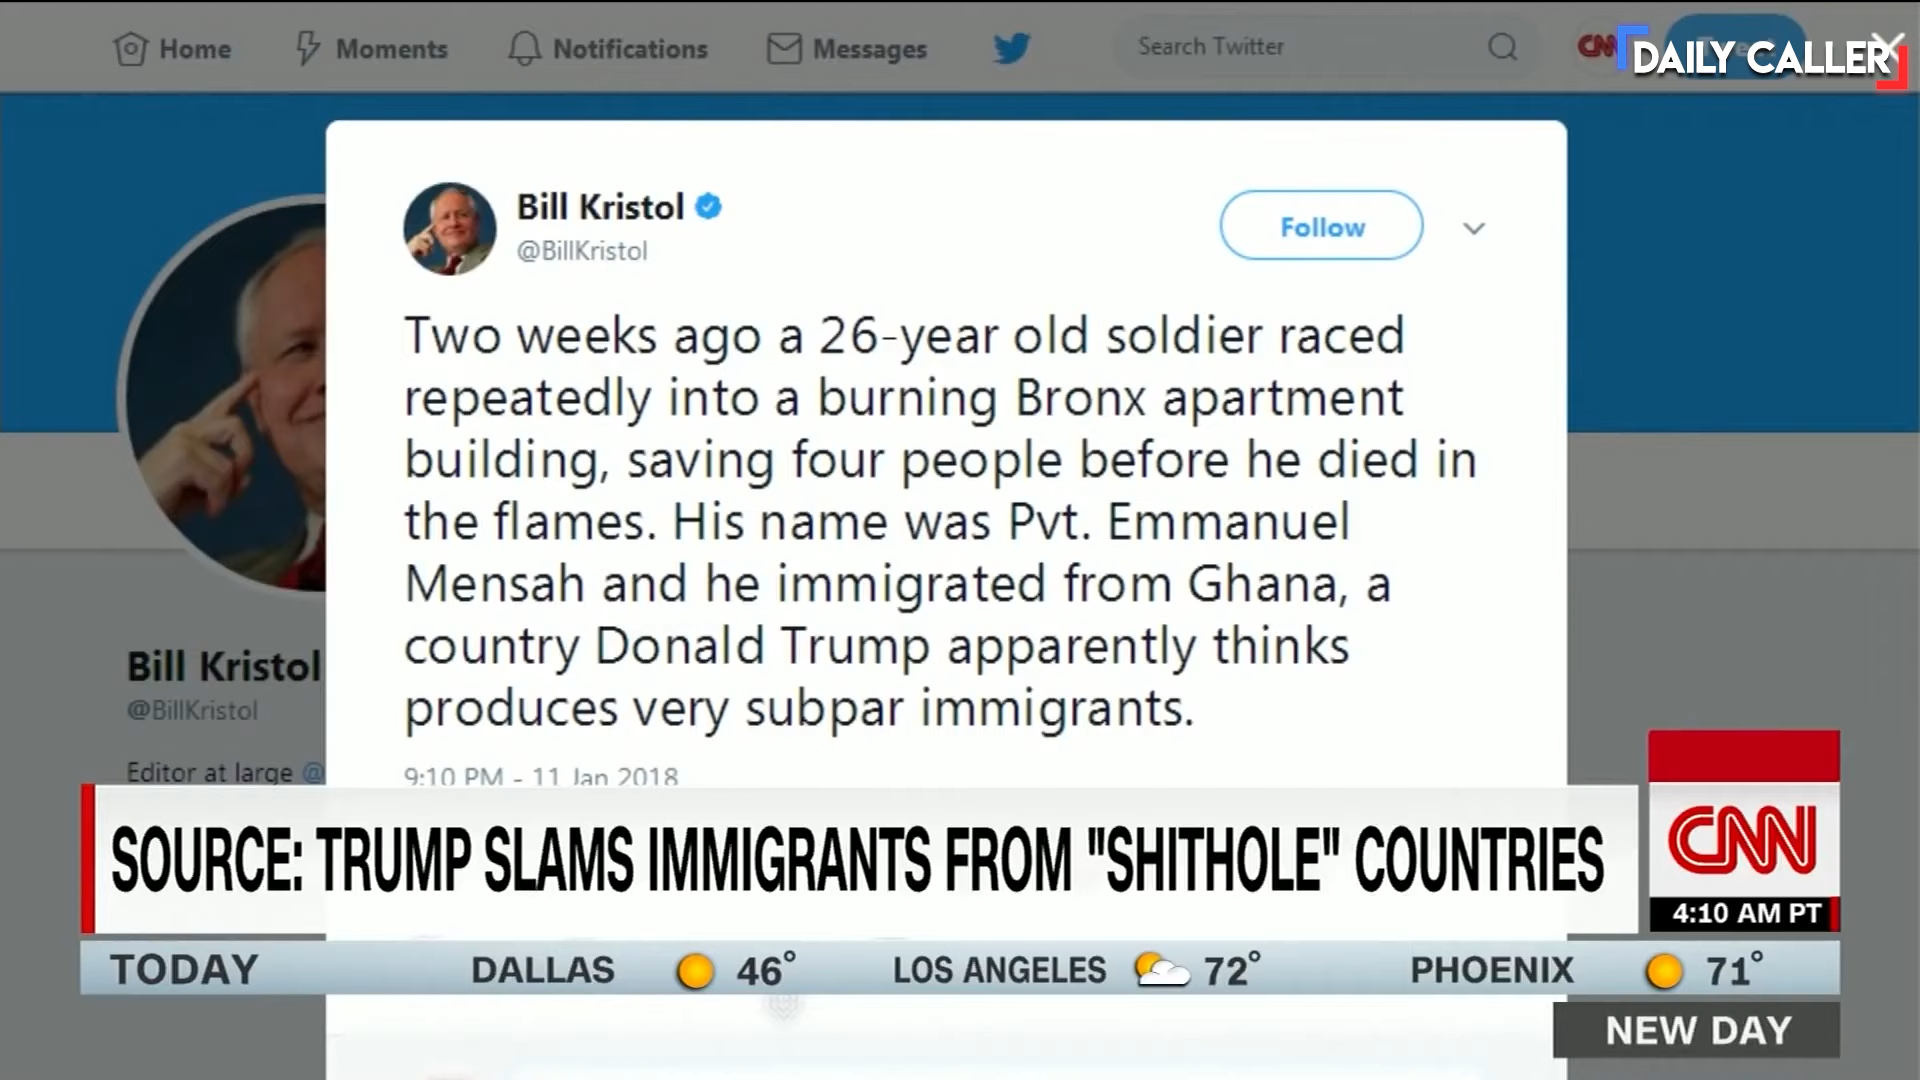 Home
Moments
Notifications
Messages
Search Twitter
CNN
DAILY CALLER
Bill Kristol
@BillKristol
Follow
Two weeks ago a 26-year old soldier raced
repeatedly into a burning Bronx apartment
building, saving four people before he died in
the flames. His name was Pvt. Emmanuel
Mensah and he immigrated from Ghana, a
country Donald Trump apparently thinks
produces very subpar immigrants.
9:10 PM - 11 Jan 2018
Bill Kristol
@BillKristol
Editor at large @
SOURCE: TRUMP SLAMS IMMIGRANTS FROM "SHITHOLE" COUNTRIES
CNN
4:10 AM PT
TODAY DALLAS 46° LOS ANGELES 72° PHOENIX 71°
NEW DAY